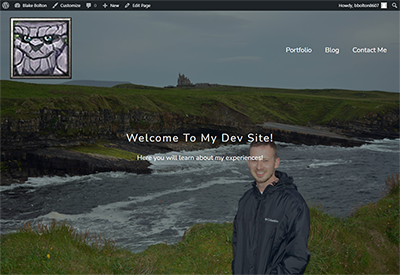 Blake Bolton Customize 0 New Edit Page Howdy, bbolton8607
Portfolio Blog Contact Me
Welcome To My Dev Site!
Here you will learn about my experiences!